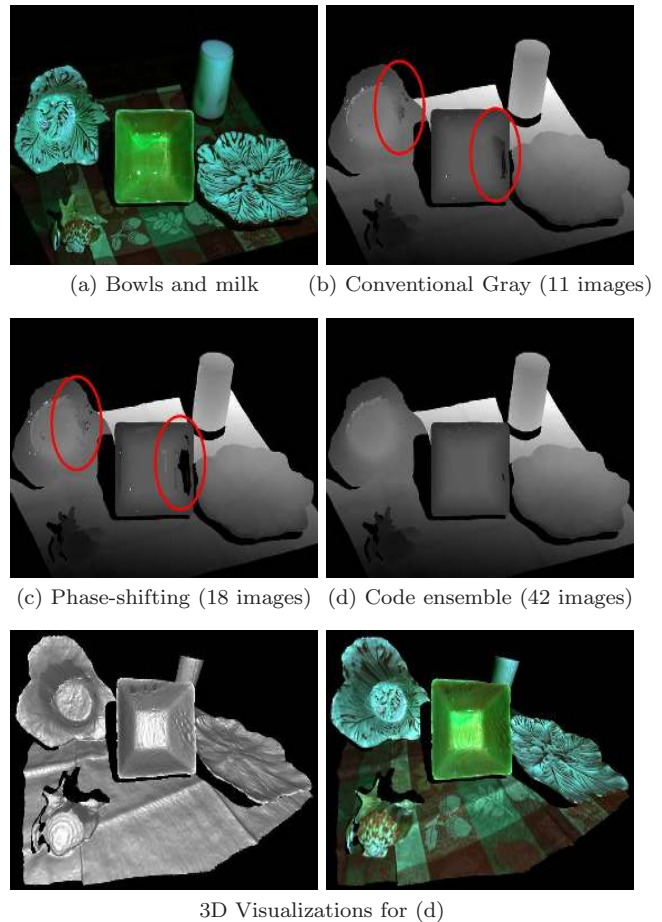 (a) Bowls and milk
(b) Conventional Gray (11 images)
(c) Phase-shifting (18 images)
(d) Code ensemble (42 images)
3D Visualizations for (d)